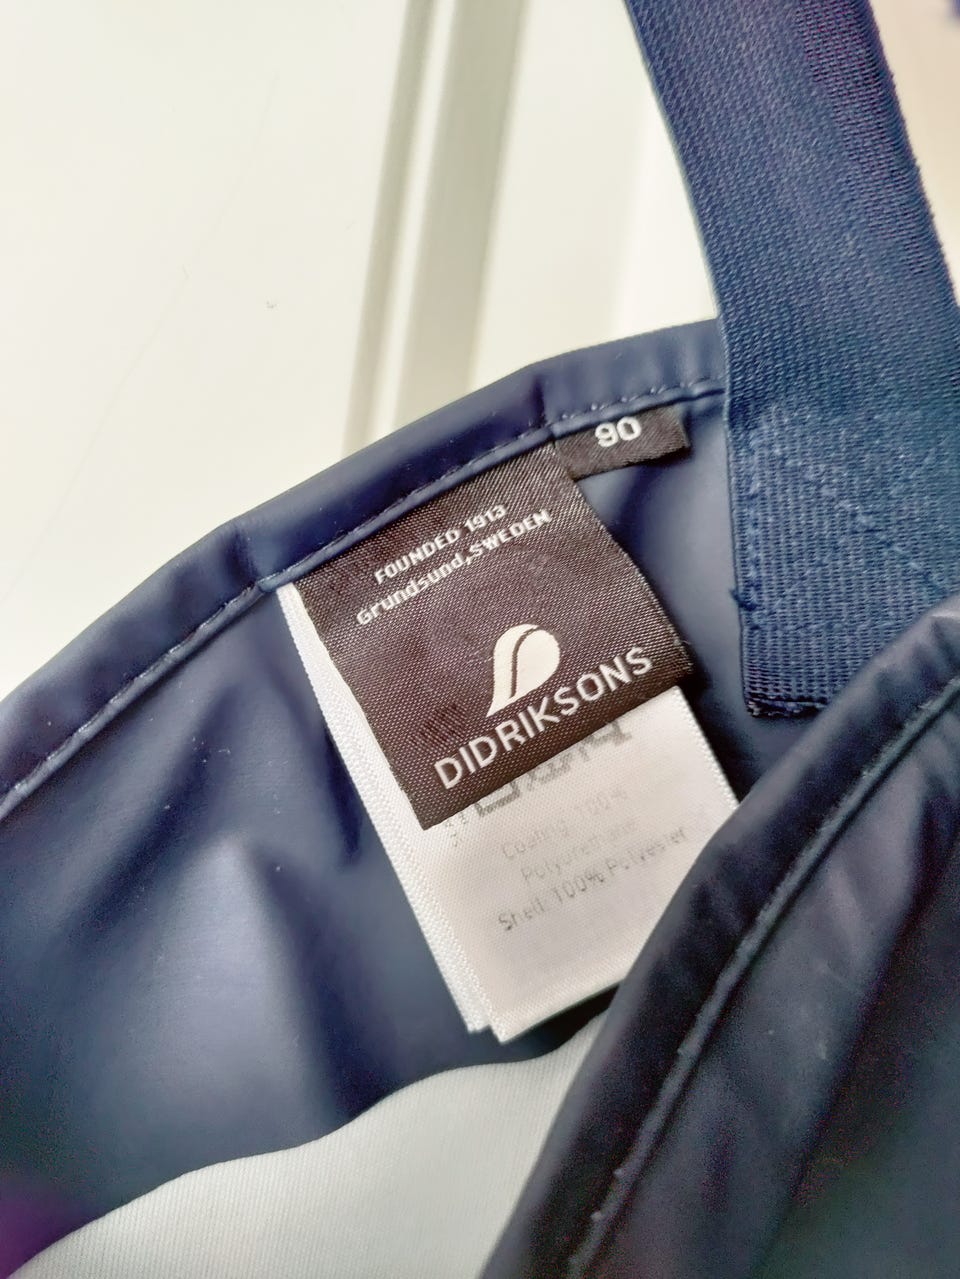 90
FOUNDED 1913
Grundsund,SWEDEN
DIDRIKSONS
Coating: 100%
Polyurethane
Shell: 100% Polyester